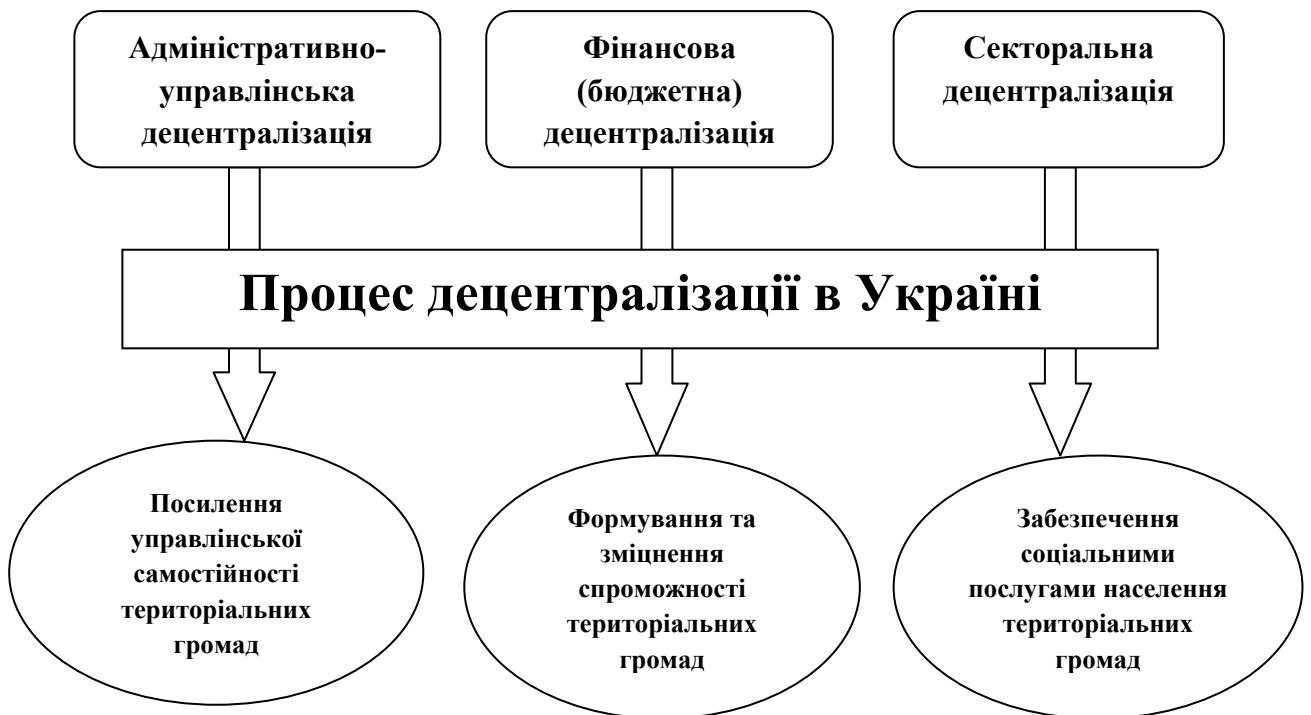 Адміністративно-
управлінська
децентралізація
Фінансова
(бюджетна)
децентралізація
Секторальна
децентралізація
Процес децентралізації в Україні
Посилення
управлінської
самостійності
територіальних
громад
Формування та
зміцнення
спроможності
територіальних
громад
Забезпечення
соціальними
послугами населення
територіальних
громад